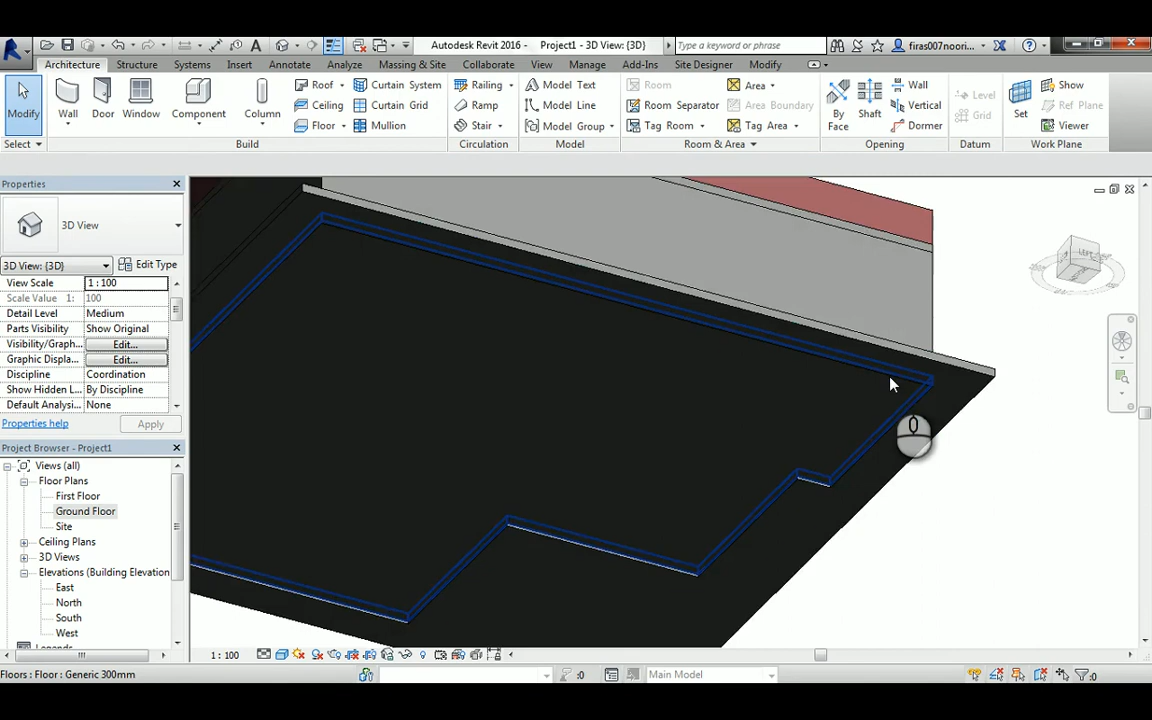 Autodesk Revit 2016 - Project1 - 3D View: {3D}
Type a keyword or phrase
firas007noori...
Architecture Structure Systems Insert Annotate Analyze Massing & Site Collaborate View Manage Add-Ins Site Designer Modify
Modify
Wall
Door
Window
Component
Column
Roof
Ceiling
Floor
Curtain System
Curtain Grid
Mullion
Railing
Ramp
Stair
Model Text
Model Line
Model Group
Room
Room Separator
Tag Room
Area
Area Boundary
Tag Area
By Face
Shaft
Wall
Vertical
Dormer
Level
Grid
Set
Show
Ref Plane
Viewer
Select
Build
Circulation
Model
Room & Area
Opening
Datum
Work Plane
Properties
3D View
3D View: {3D}
Edit Type
View Scale 1 : 100
Scale Value 1: 100
Detail Level Medium
Parts Visibility Show Original
Visibility/Graph... Edit...
Graphic Displa... Edit...
Discipline Coordination
Show Hidden L... By Discipline
Default Analysi... None
Properties help
Apply
Project Browser - Project1
Views (all)
Floor Plans
First Floor
Ground Floor
Site
Ceiling Plans
3D Views
Elevations (Building Elevation
East
North
South
West
LEFT
1 : 100
Floors : Floor : Generic 300mm
:0
Main Model
:0